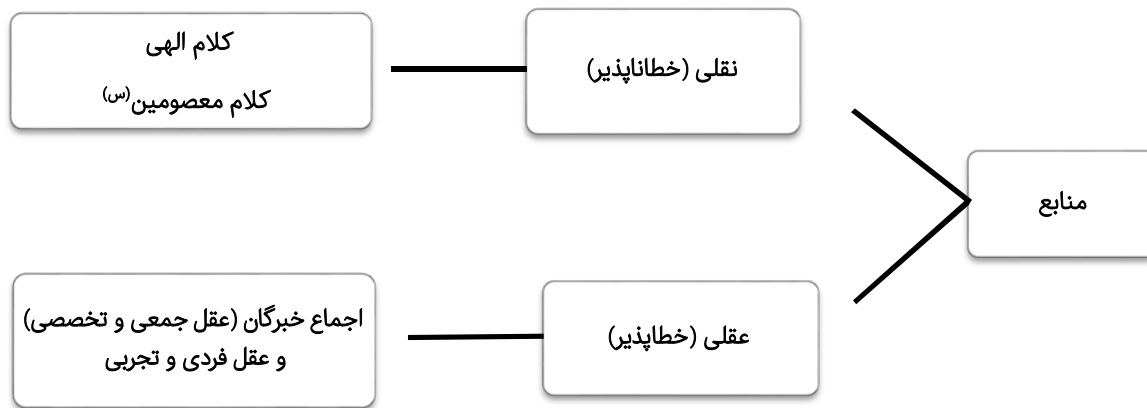 منابع
نقلی (خطاناپذیر)
کلام الهی
کلام معصومین(س)
عقلی (خطاپذیر)
اجماع خبرگان (عقل جمعی و تخصصی)
و عقل فردی و تجربی